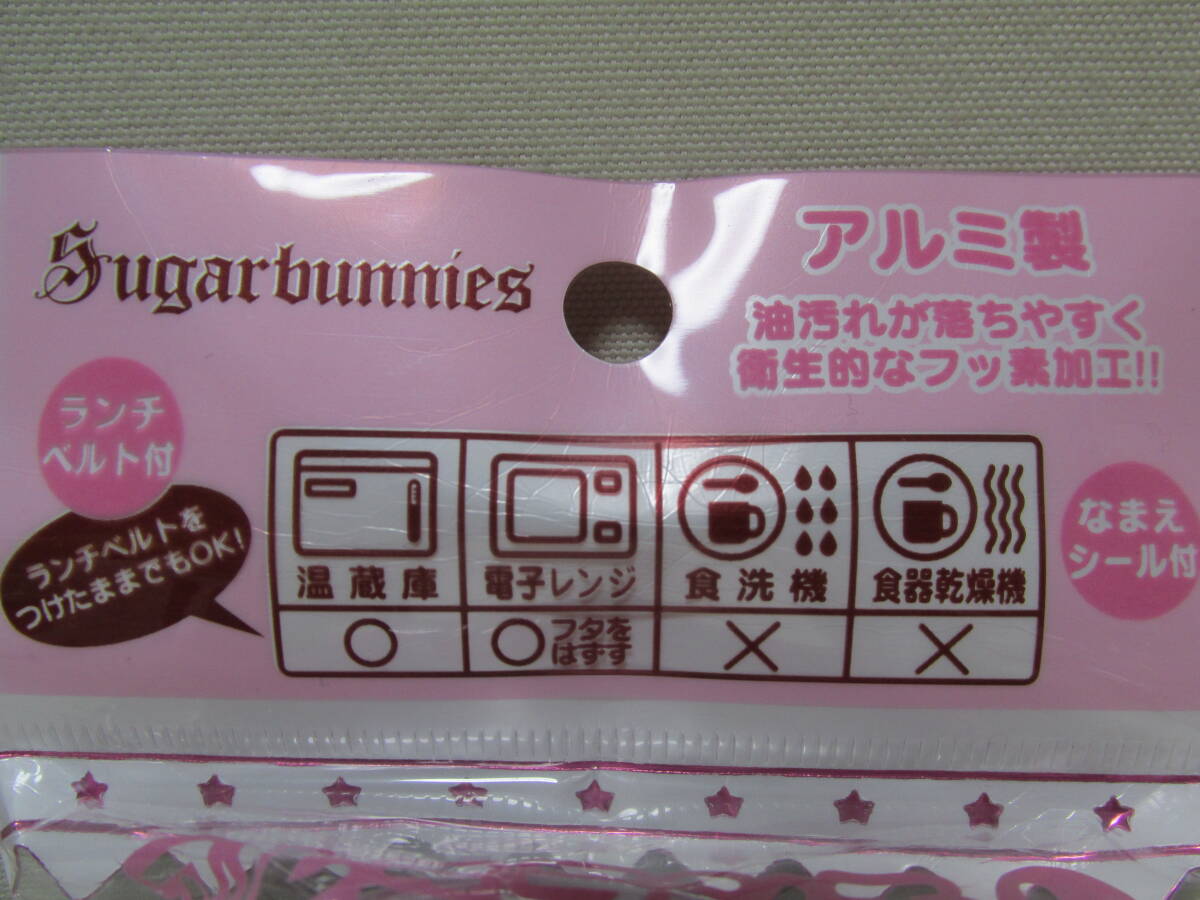 Sugarbunnies
アルミ製
油汚れが落ちやすく
衛生的なフッ素加工!!
ランチ
ベルト付
ランチベルトを
つけたままでもOK!
温蔵庫
電子レンジ
食洗機
食器乾燥機
○
○フタを
はずす
×
×
なまえ
シール付